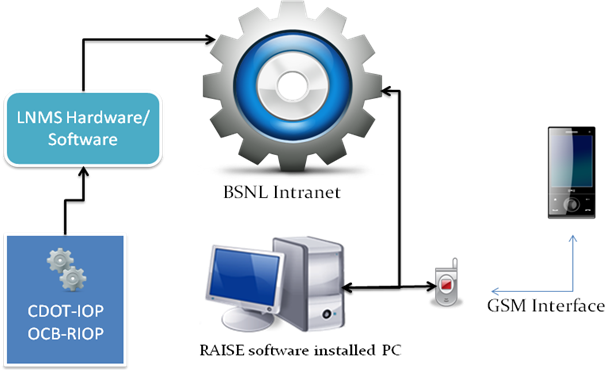 LNMS Hardware/
Software
BSNL Intranet
CDOT-IOP
OCB-RIOP
RAISE software installed PC
GSM Interface